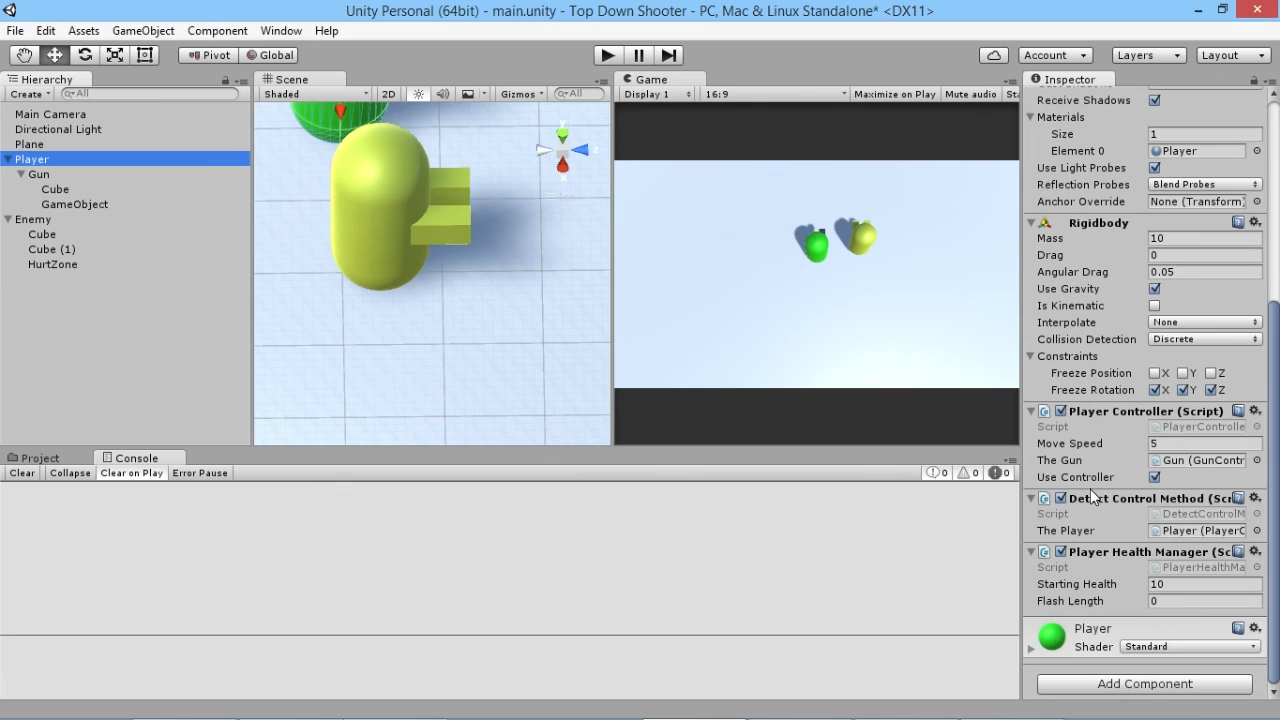 Unity Personal (64bit) - main.unity - Top Down Shooter - PC, Mac & Linux Standalone* <DX11>
File Edit Assets GameObject Component Window Help
Pivot Global Account Layers Layout
Hierarchy
Create All
Main Camera
Directional Light
Plane
Player
Gun
Cube
GameObject
Enemy
Cube
Cube (1)
HurtZone
Scene
Shaded 2D Gizmos All
y
z
x
Game
Display 1 16:9 Maximize on Play Mute audio Sta
Project Console
Clear Collapse Clear on Play Error Pause 0 0 0
Inspector
Receive Shadows
Materials
Size 1
Element 0 Player
Use Light Probes
Reflection Probes Blend Probes
Anchor Override None (Transform)
Rigidbody
Mass 10
Drag 0
Angular Drag 0.05
Use Gravity
Is Kinematic
Interpolate None
Collision Detection Discrete
Constraints
Freeze Position X Y Z
Freeze Rotation X Y Z
Player Controller (Script)
Script PlayerControlle
Move Speed 5
The Gun Gun (GunContr
Use Controller
Detect Control Method (Scr
Script DetectControlM
The Player Player (PlayerC
Player Health Manager (Sc
Script PlayerHealthMa
Starting Health 10
Flash Length 0
Player
Shader Standard
Add Component